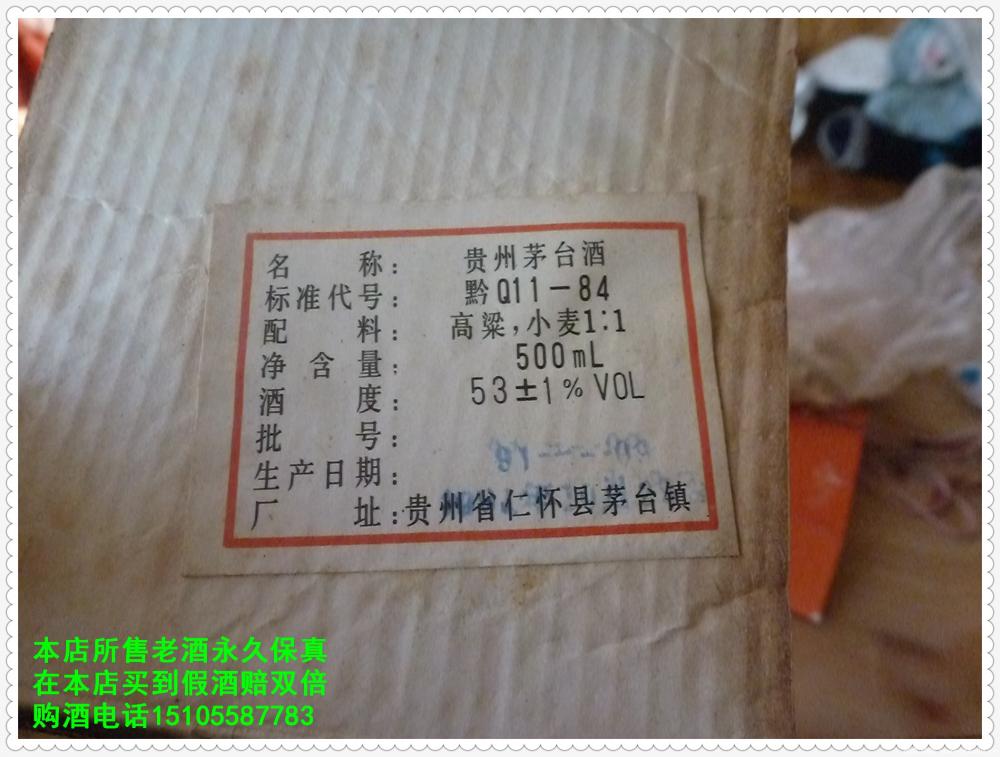 名 称: 贵州茅台酒
标准代号: 黔Q11-84
配 料: 高粱,小麦1:1
净含量: 500mL
酒 度: 53±1% VOL
批 号:
生产日期:
厂 址:贵州省仁怀县茅台镇
本店所售老酒永久保真
在本店买到假酒赔双倍
购酒电话15105587783